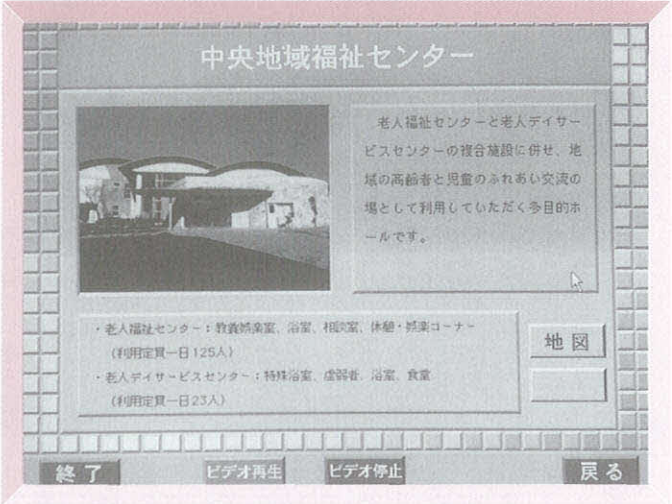 中央地域福祉センター
老人福祉センターと老人デイサー
ビスセンターの複合施設に併せ、地
域の高齢者と児童のふれあい交流の
場として利用していただく多目的ホ
ールです。
・老人福祉センター：教養娯楽室、浴室、相談室、休憩・娯楽コーナー
（利用定員一日125人）
・老人デイサービスセンター：特殊浴室、虚弱者、浴室、食堂
（利用定員一日23人）
地図
終了
ビデオ再生
ビデオ停止
戻る